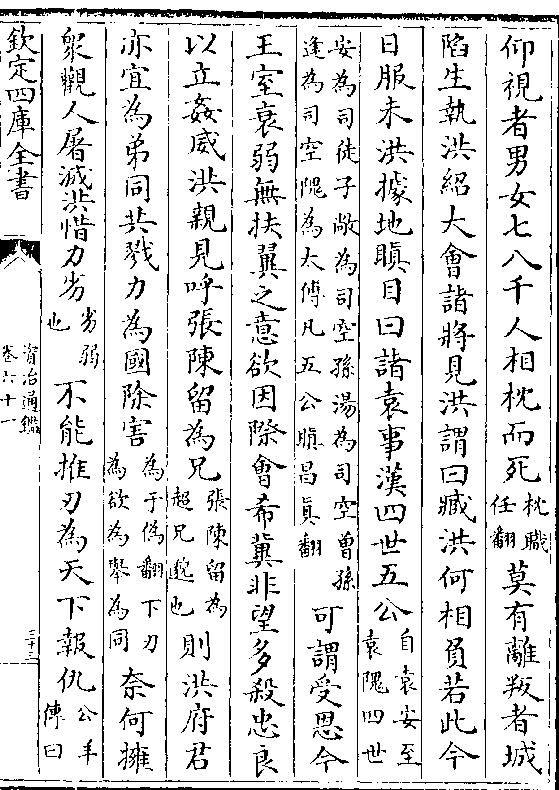 仰視者男女七八千人相枕而死枕職任翻莫有離叛者城
陷生執洪紹大會諸將見洪謂曰臧洪何相負若此今
日服未洪據地瞋目曰諸袁事漢四世五公自袁安至袁隗四世
安為司徒子敞為司空孫湯為司空曾孫逢為司空隗為太傅凡五公瞋昌真翻可謂受恩今
王室衰弱無扶翼之意欲因際會希冀非望多殺忠良
以立姦威洪親見呼張陳留為兄張陳留為超兄邈也則洪府君
亦宜為弟同共戮力為國除害為于偽翻下為欲為舉為同奈何擁
衆觀人屠滅洪惜力劣劣弱也不能推刃為天下報仇公羊傳曰
欽定四庫全書
資治通鑑
卷六十一
三十三